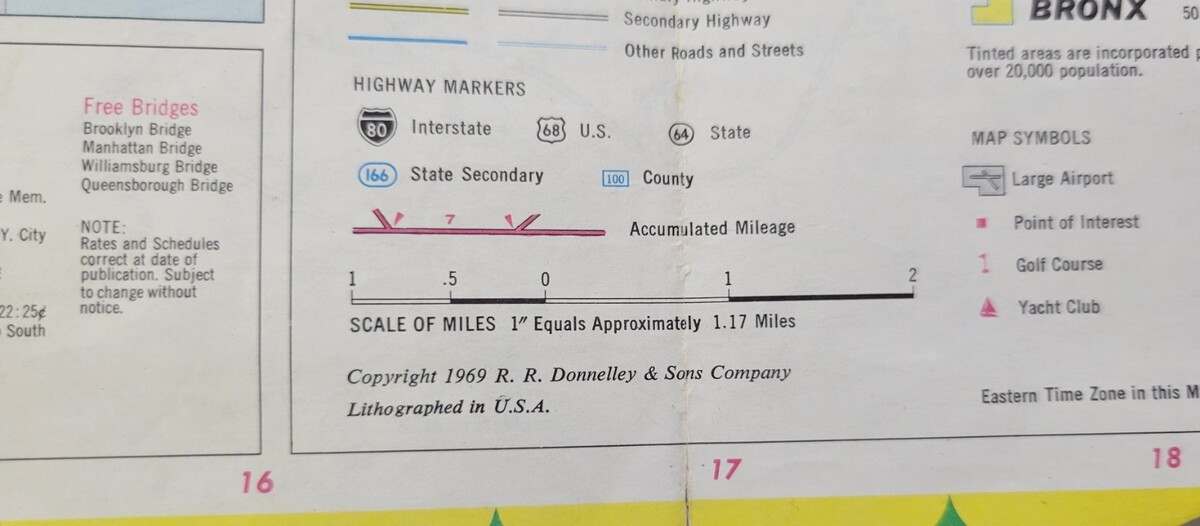 Mem.
Y. City
22:25¢
South
Free Bridges
Brooklyn Bridge
Manhattan Bridge
Williamsburg Bridge
Queensborough Bridge
NOTE:
Rates and Schedules
correct at date of
publication. Subject
to change without
notice.
Secondary Highway
Other Roads and Streets
HIGHWAY MARKERS
80 Interstate 68 U.S. 64 State
166 State Secondary 100 County
7 Accumulated Mileage
1 .5 0 1 2
SCALE OF MILES 1″ Equals Approximately 1.17 Miles
Copyright 1969 R. R. Donnelley & Sons Company
Lithographed in U.S.A.
BRONX 50
Tinted areas are incorporated
over 20,000 population.
MAP SYMBOLS
Large Airport
Point of Interest
Golf Course
Yacht Club
Eastern Time Zone in this M
16 17 18